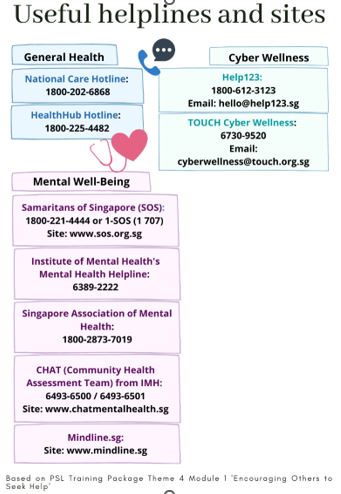 Useful helplines and sites
General Health
National Care Hotline:
1800-202-6868
HealthHub Hotline:
1800-225-4482
Cyber Wellness
Help123:
1800-612-3123
Email: hello@help123.sg
TOUCH Cyber Wellness:
6730-9520
Email:
cyberwellness@touch.org.sg
Mental Well-Being
Samaritans of Singapore (SOS):
1800-221-4444 or 1-SOS (1 707)
Site: www.sos.org.sg
Institute of Mental Health's
Mental Health Helpline:
6389-2222
Singapore Association of Mental
Health:
1800-2873-7019
CHAT (Community Health
Assessment Team) from IMH:
6493-6500 / 6493-6501
Site: www.chatmentalhealth.sg
Mindline.sg:
Site: www.mindline.sg
Based on PSL Training Package Theme 4 Module 1 'Encouraging Others to
Seek Help'